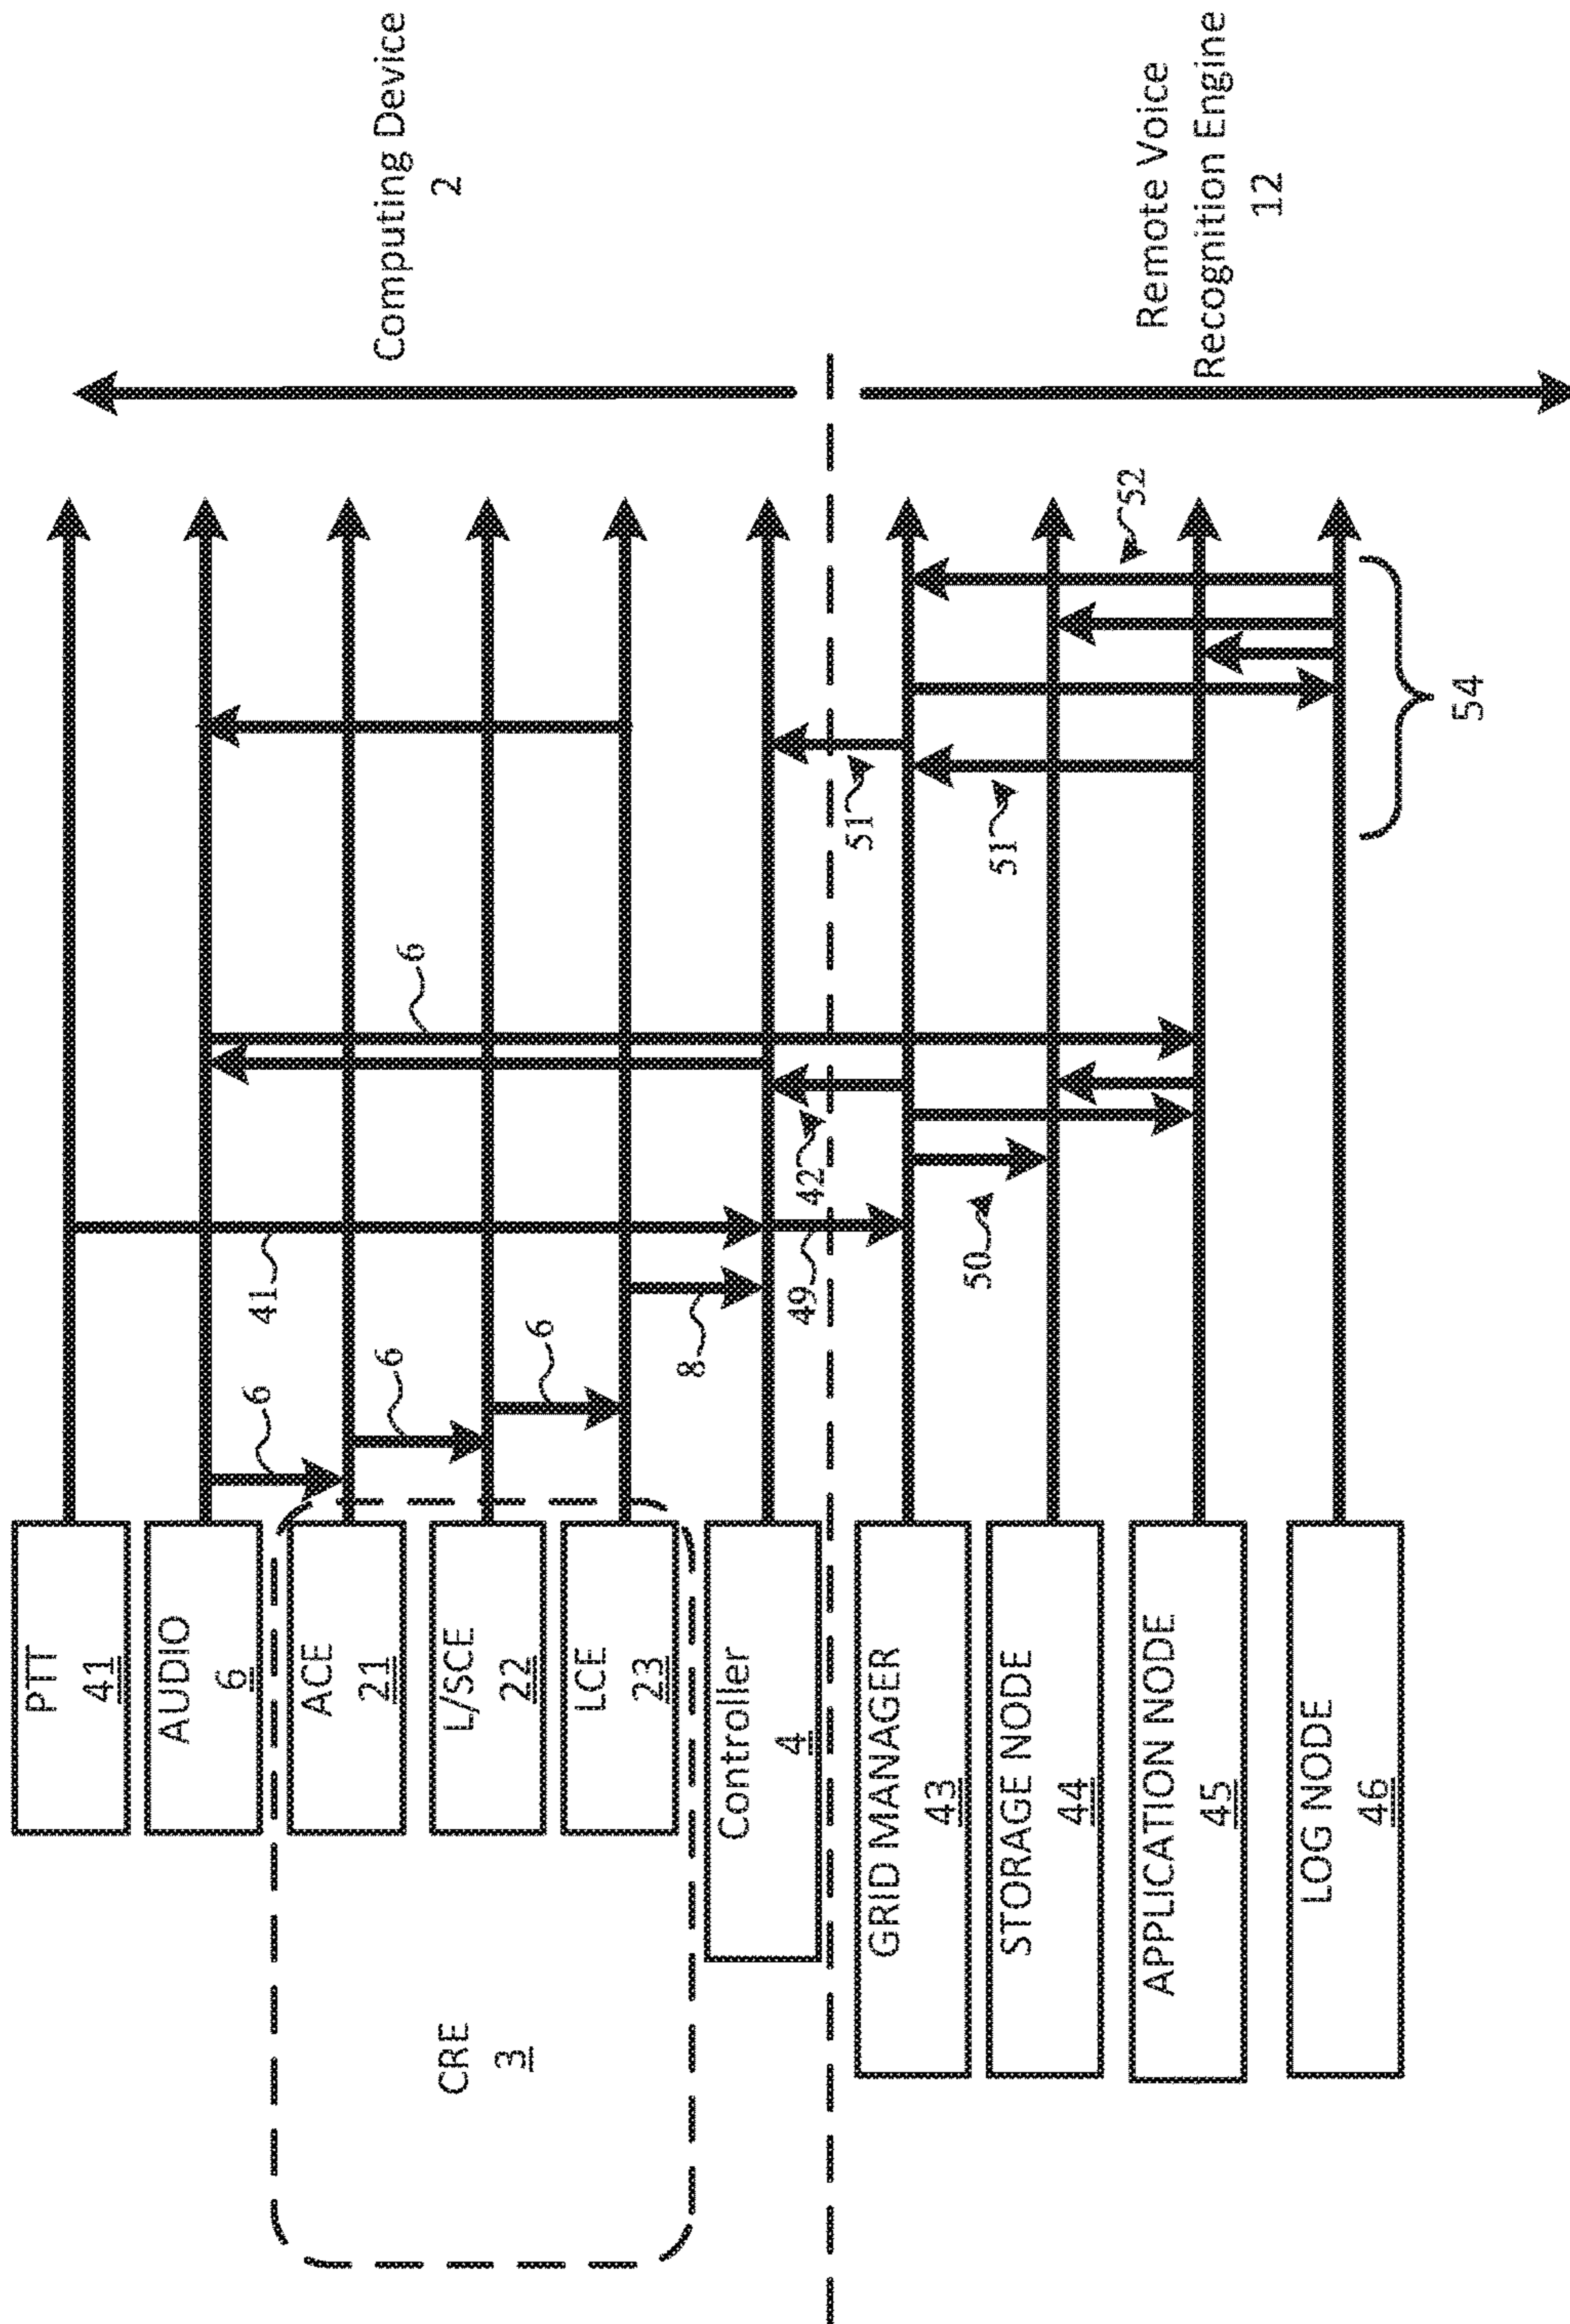 PTT
41
AUDIO
6
ACE
21
L/SCE
22
LCE
23
CRE
3
Controller
4
GRID MANAGER
43
STORAGE NODE
44
APPLICATION NODE
45
LOG NODE
46
6
6
6
8
41
49
42
50
6
51
51
52
54
Computing Device
2
Remote Voice
Recognition Engine
12